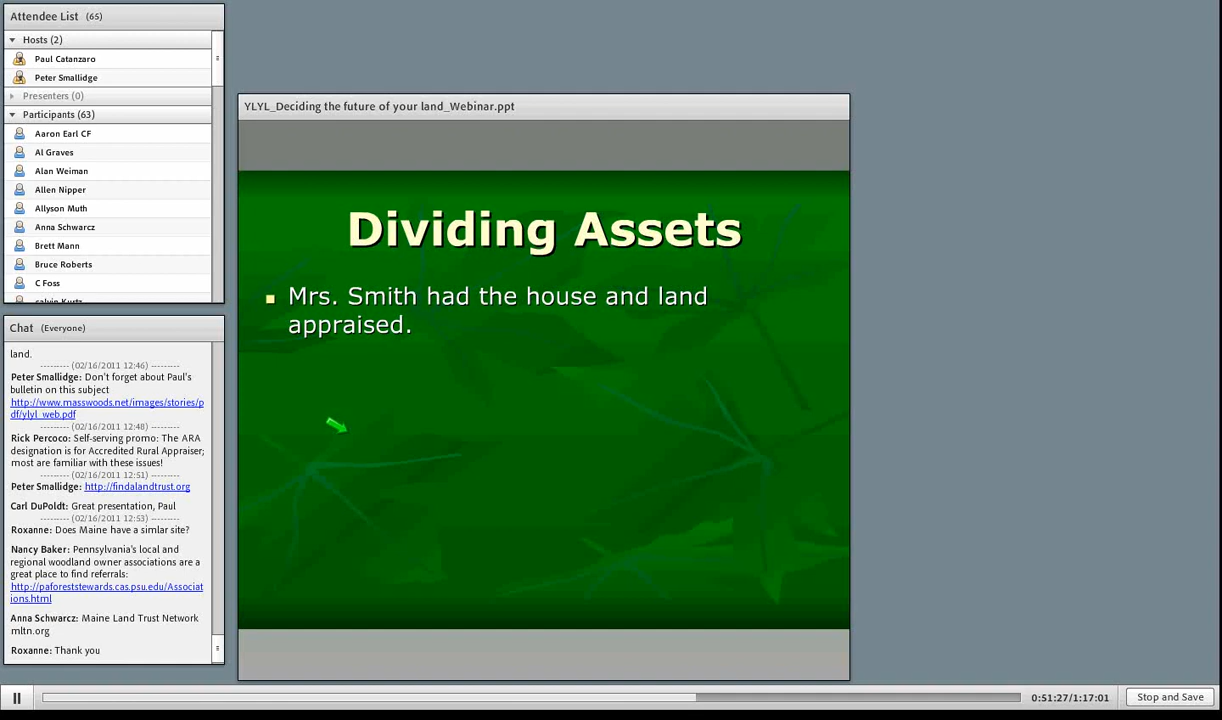 Attendee List (65)
Hosts (2)
Paul Catanzaro
Peter Smallidge
Presenters (0)
Participants (63)
Aaron Earl CF
Al Graves
Alan Weiman
Allen Nipper
Allyson Muth
Anna Schwarcz
Brett Mann
Bruce Roberts
C Foss
calvin Kurtz
Chat (Everyone)
land.
--------- (02/16/2011 12:46) ---------
Peter Smallidge: Don't forget about Paul's
bulletin on this subject
http://www.masswoods.net/images/stories/p
df/ylyl_web.pdf
--------- (02/16/2011 12:48) ---------
Rick Percoco: Self-serving promo: The ARA
designation is for Accredited Rural Appraiser;
most are familiar with these issues!
--------- (02/16/2011 12:51) ---------
Peter Smallidge: http://findalandtrust.org
Carl DuPoldt: Great presentation, Paul
--------- (02/16/2011 12:53) ---------
Roxanne: Does Maine have a simlar site?
Nancy Baker: Pennsylvania's local and
regional woodland owner associations are a
great place to find referrals:
http://paforeststewards.cas.psu.edu/Associat
ions.html
Anna Schwarcz: Maine Land Trust Network
mltn.org
Roxanne: Thank you
YLYL_Deciding the future of your land_Webinar.ppt
Dividing Assets
Mrs. Smith had the house and land
appraised.
0:51:27/1:17:01
Stop and Save